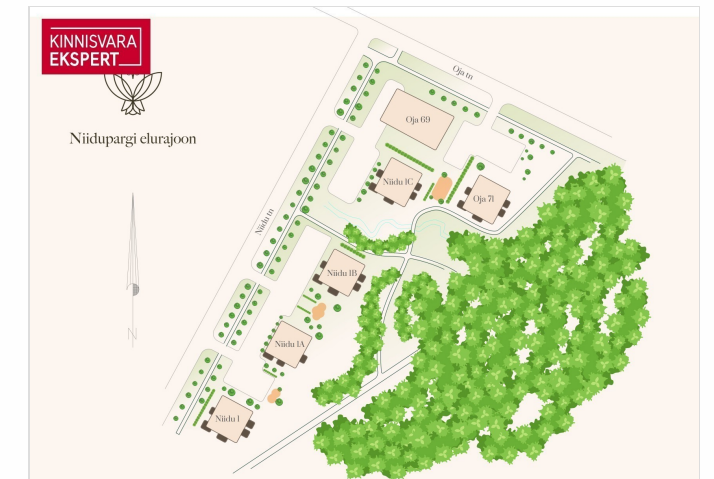 KINNISVARA
EKSPERT
Niidupargi elurajoon
Oja tn
Oja 69
Niidu 1C
Oja 71
Niidu tn
Niidu 1B
Niidu 1A
Niidu 1
N